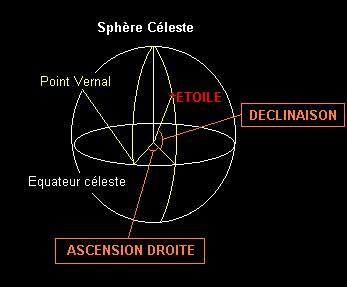 Sphère Céleste
Point Vernal
ETOILE
DECLINAISON
Equateur céleste
ASCENSION DROITE